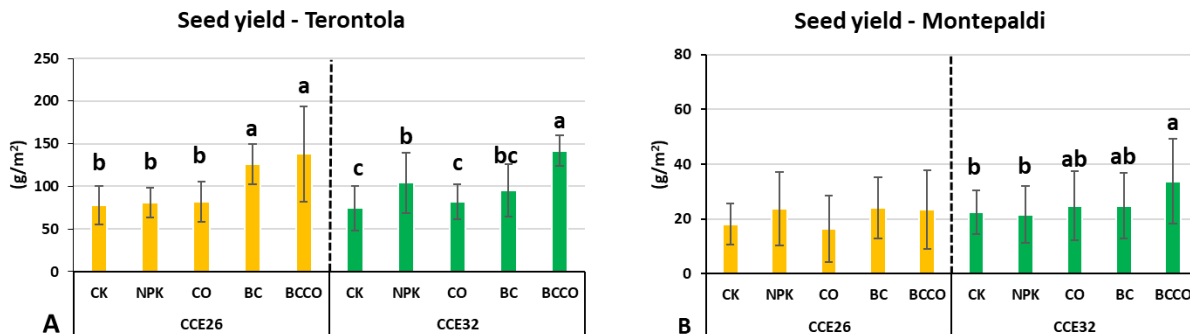 Seed yield - Terontola
(g/m²)
250
200
150
100
50
0
b b b a a c b c bc a
CK NPK CO BC BCCO CK NPK CO BC BCCO
CCE26 CCE32
A
Seed yield - Montepaldi
(g/m²)
80
60
40
20
0
b b ab ab a
CK NPK CO BC BCCO CK NPK CO BC BCCO
CCE26 CCE32
B